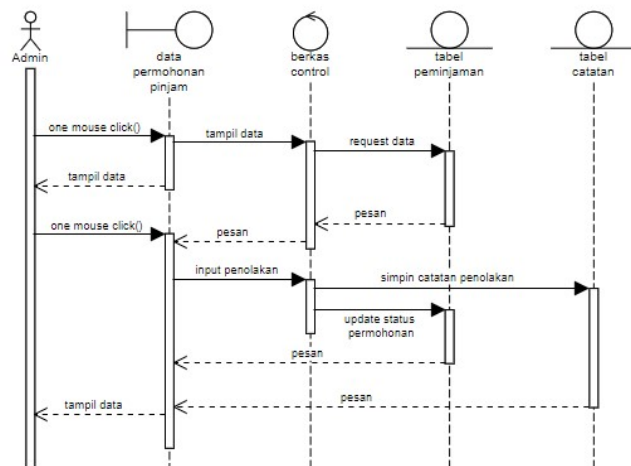 Admin
data
permohonan
pinjam
berkas
control
tabel
peminjaman
tabel
catatan
one mouse click()
tampil data
request data
tampil data
pesan
one mouse click()
pesan
input penolakan
simpin catatan penolakan
update status
permohonan
pesan
pesan
tampil data